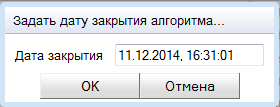 Задать дату закрытия алгоритма...
Дата закрытия 11.12.2014, 16:31:01
OK Отмена